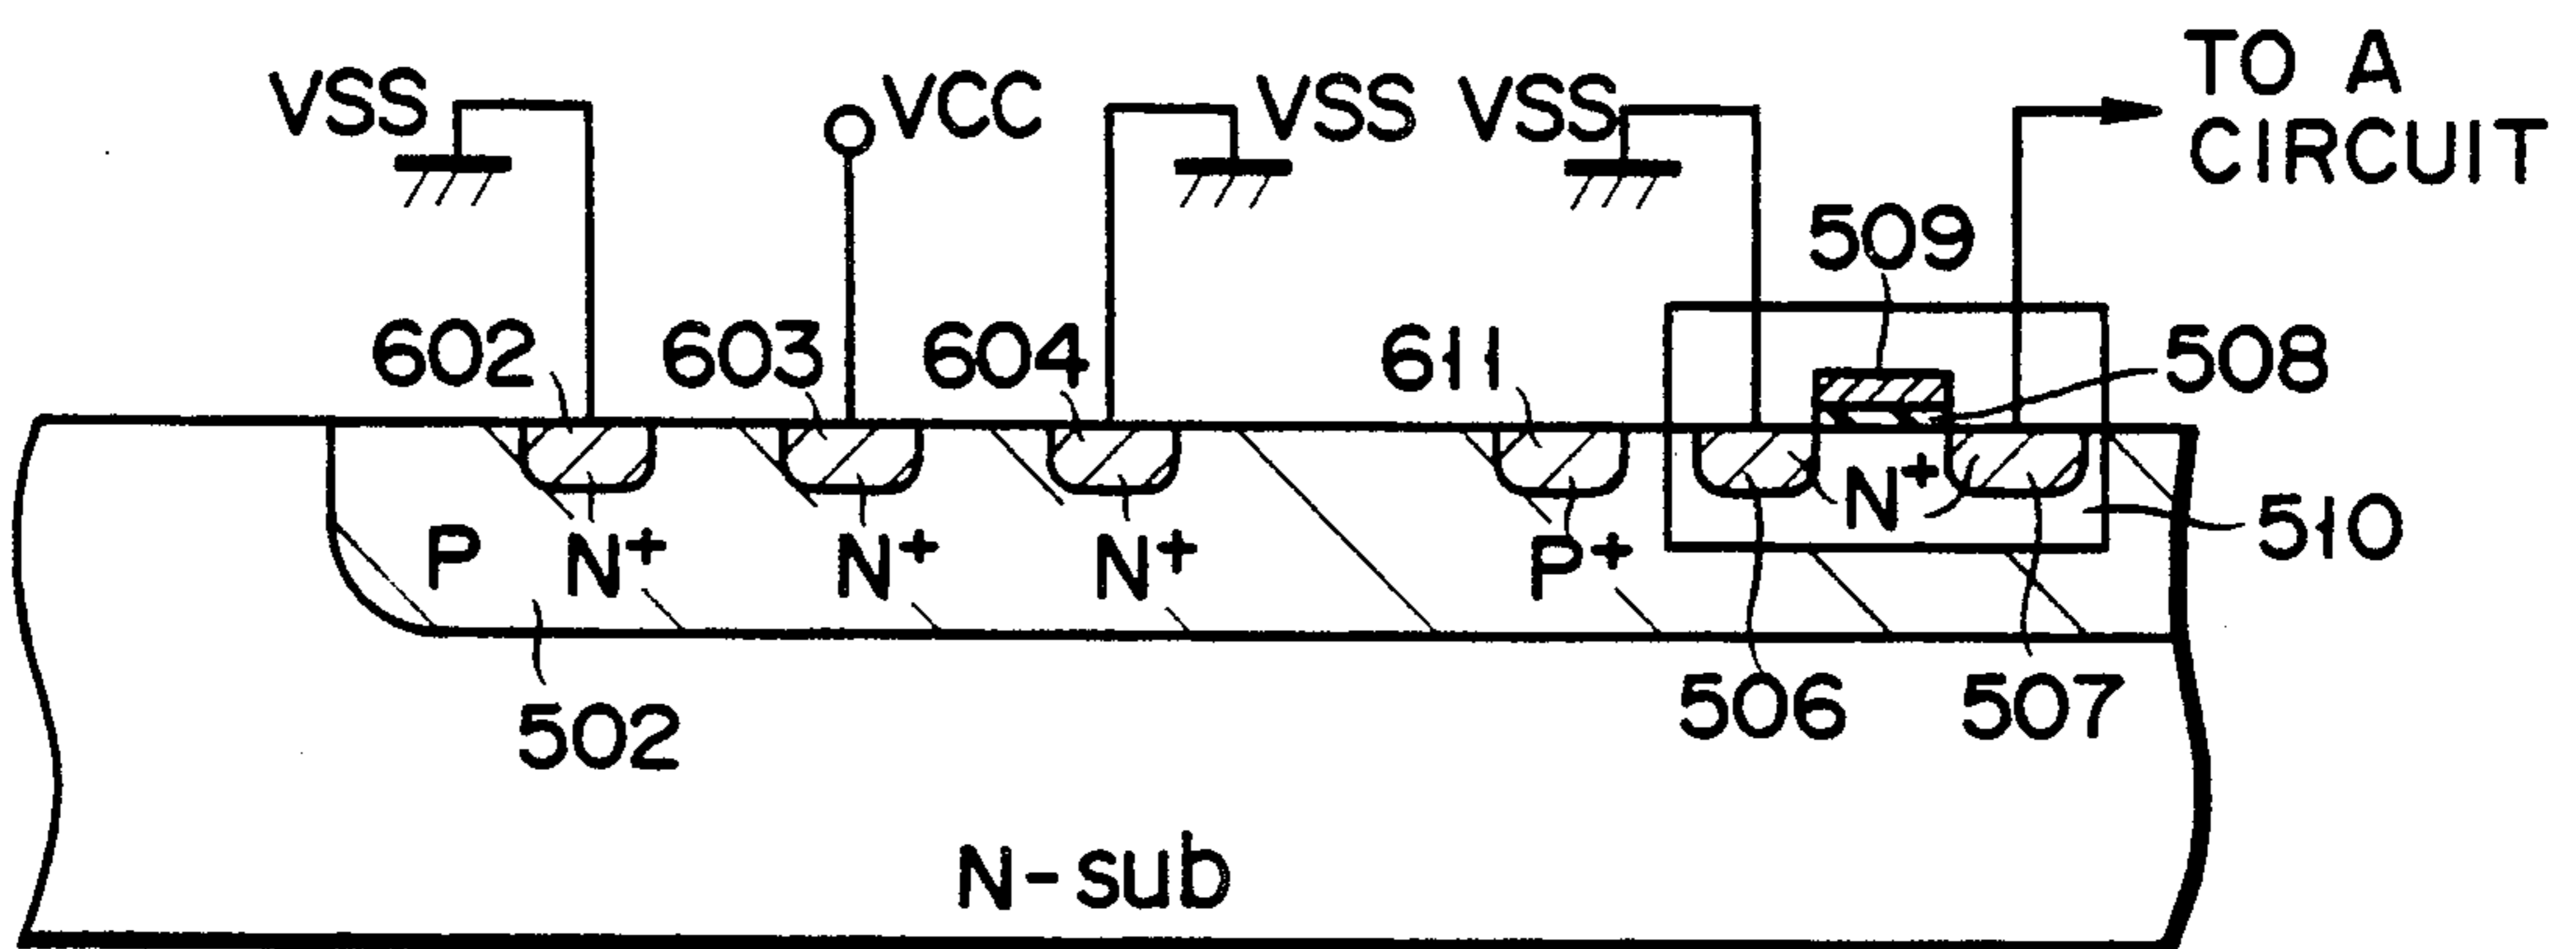 VSS
VCC
VSS
VSS
TO A
CIRCUIT
509
602
603
604
611
508
P
N+
N+
N+
P+
N+
510
502
506
507
N-sub